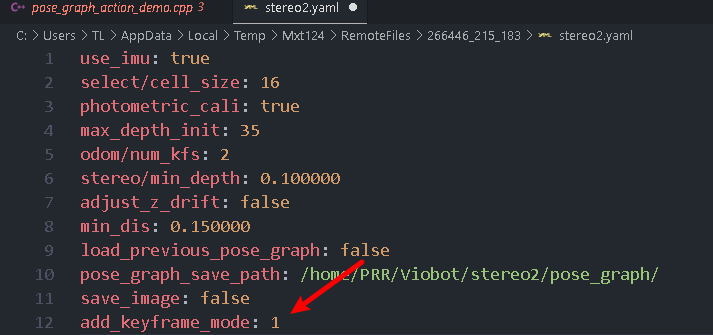 pose_graph_action_demo.cpp 3 stereo2.yaml
C: > Users > TL > AppData > Local > Temp > Mxt124 > RemoteFiles > 266446_215_183 > stereo2.yaml
1 use_imu: true
2 select/cell_size: 16
3 photometric_cali: true
4 max_depth_init: 35
5 odom/num_kfs: 2
6 stereo/min_depth: 0.100000
7 adjust_z_drift: false
8 min_dis: 0.150000
9 load_previous_pose_graph: false
10 pose_graph_save_path: /home/PRR/Viobot/stereo2/pose_graph/
11 save_image: false
12 add_keyframe_mode: 1